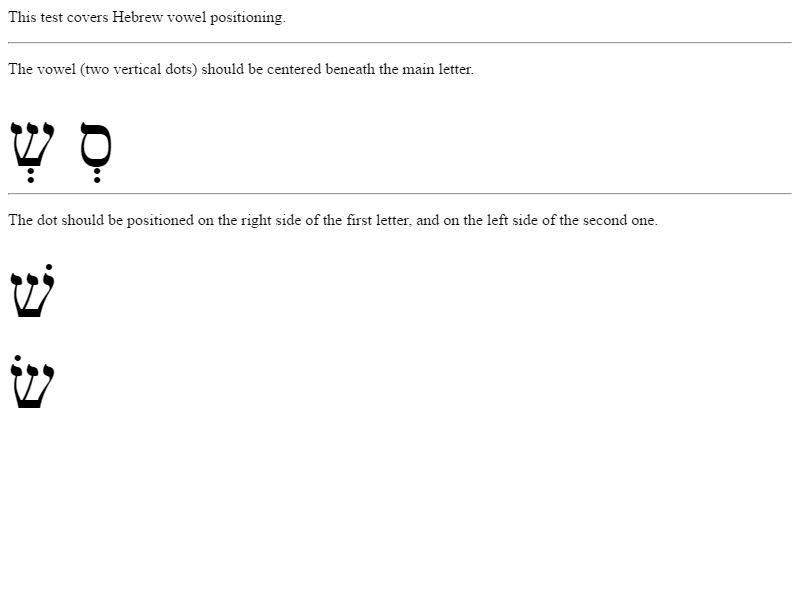 This test covers Hebrew vowel positioning.
The vowel (two vertical dots) should be centered beneath the main letter.
שְ סְ
The dot should be positioned on the right side of the first letter, and on the left side of the second one.
שׁ
שׂ